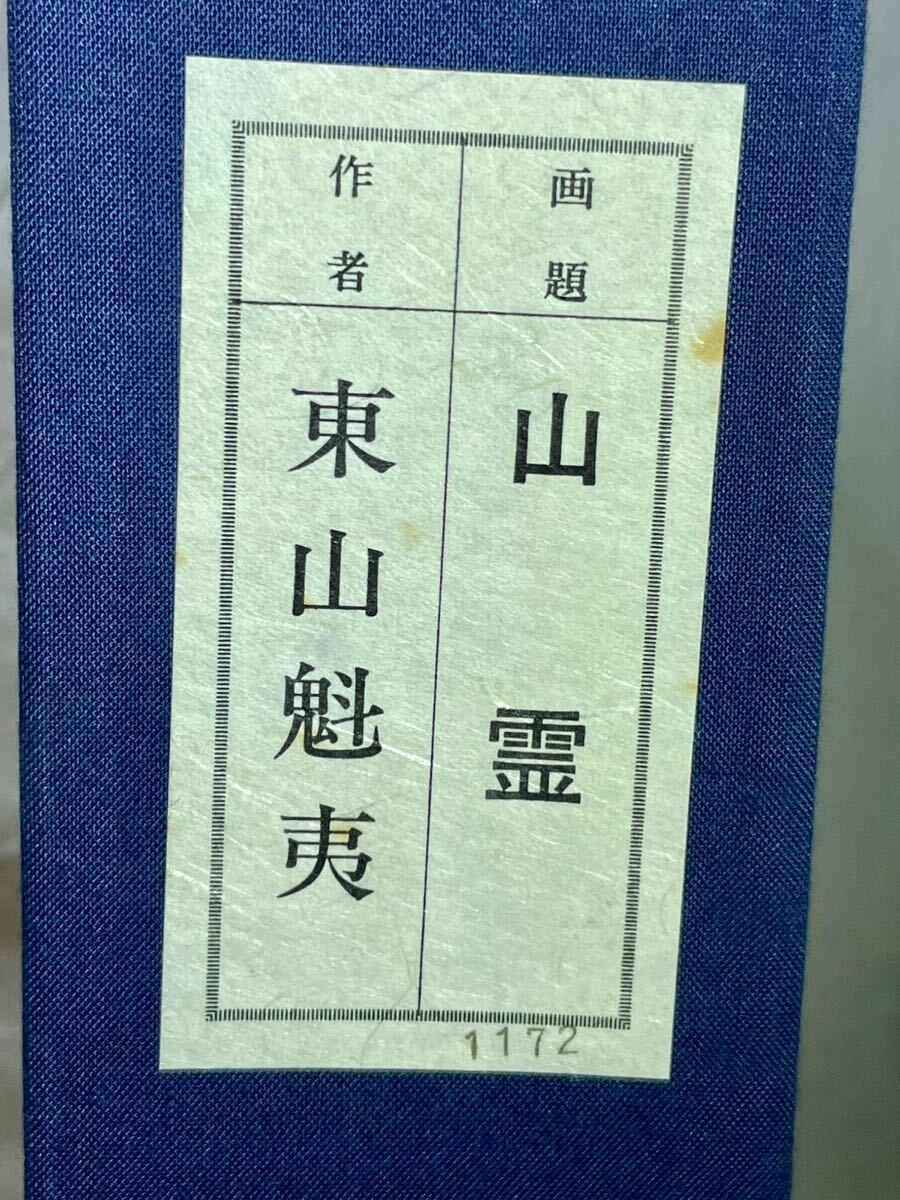 画題
山霊
作者
東山魁夷
1172